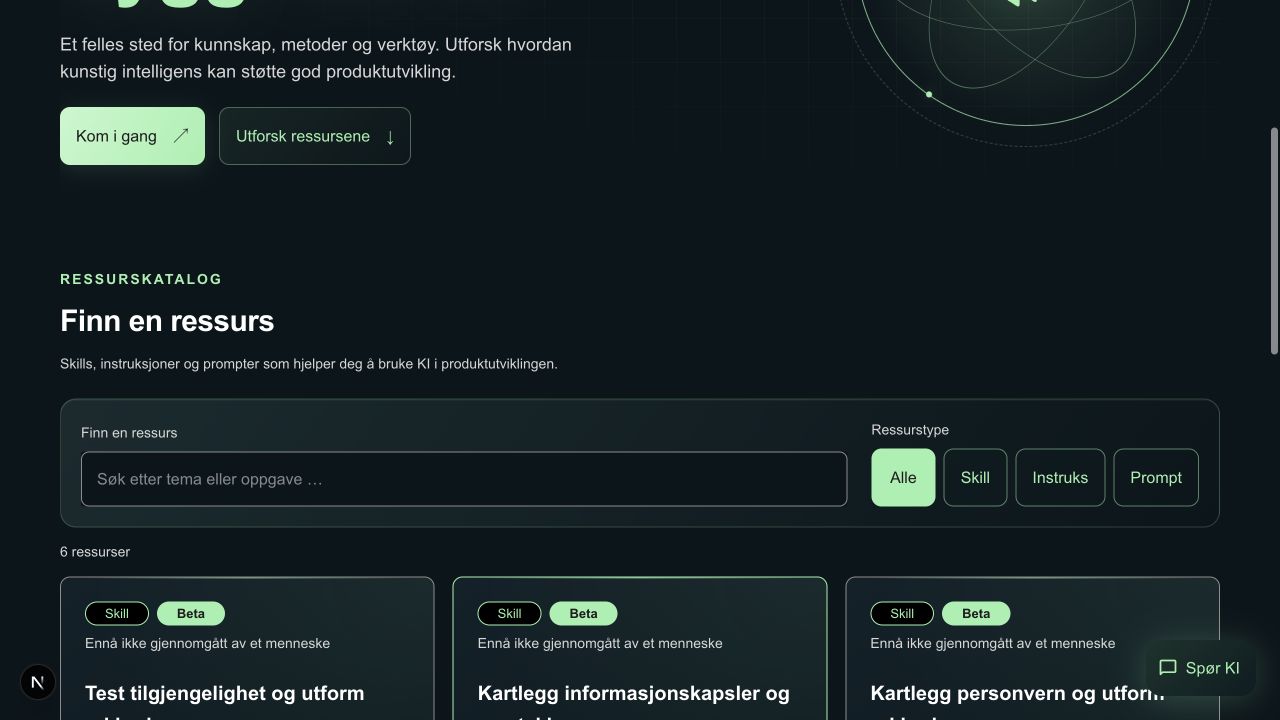 Et felles sted for kunnskap, metoder og verktøy. Utforsk hvordan
kunstig intelligens kan støtte god produktutvikling.
Kom i gang ↗
Utforsk ressursene ↓
RESSURSKATALOG
Finn en ressurs
Skills, instruksjoner og prompter som hjelper deg å bruke KI i produktutviklingen.
Finn en ressurs
Søk etter tema eller oppgave …
Ressurstype
Alle Skill Instruks Prompt
6 ressurser
Skill Beta
Ennå ikke gjennomgått av et menneske
Test tilgjengelighet og utform
Skill Beta
Ennå ikke gjennomgått av et menneske
Kartlegg informasjonskapsler og
Skill Beta
Ennå ikke gjennomgått av et menneske
Kartlegg personvern og utform
Spør KI
N